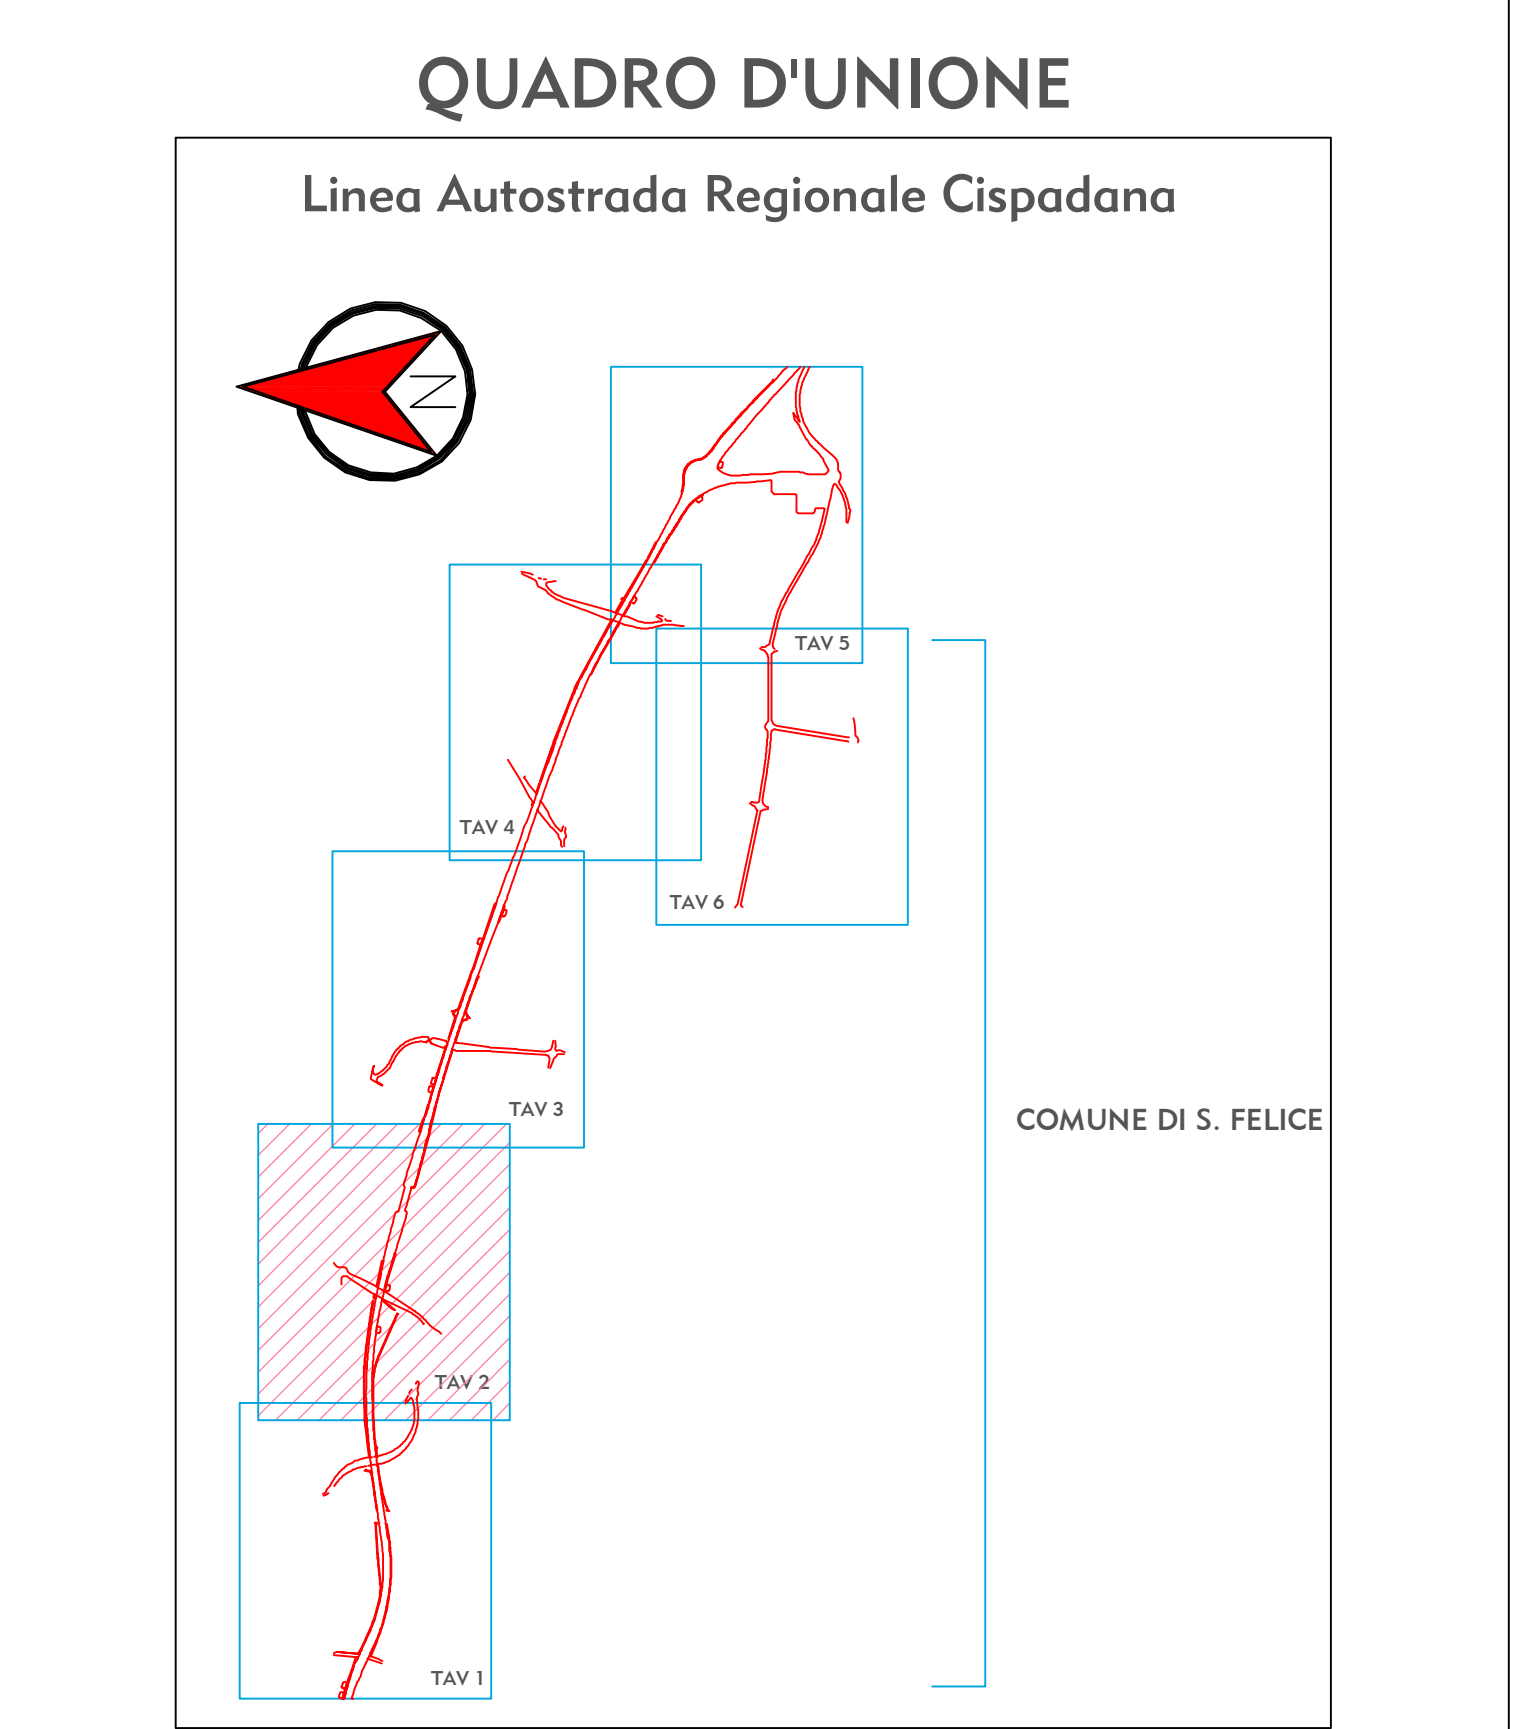 QUADRO D'UNIONE
Linea Autostrada Regionale Cispadana
N
TAV 5
TAV 4
TAV 6
TAV 3
COMUNE DI S. FELICE
TAV 2
TAV 1